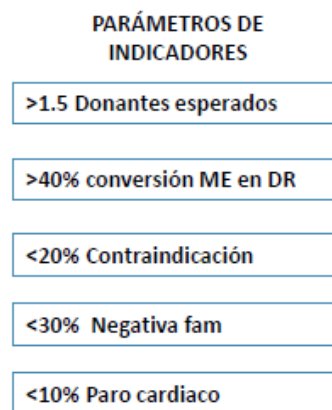 PARÁMETROS DE
INDICADORES
>1.5 Donantes esperados
>40% conversión ME en DR
<20% Contraindicación
<30% Negativa fam
<10% Paro cardiaco